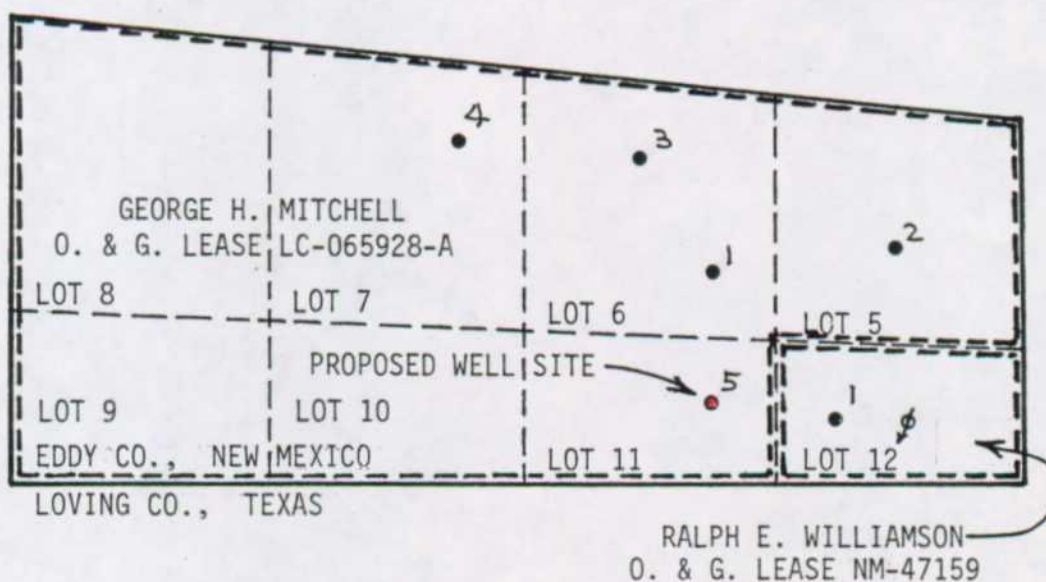 4
3
GEORGE H. MITCHELL
O. & G. LEASE LC-065928-A
2
1
LOT 8
LOT 7
LOT 6
LOT 5
PROPOSED WELL SITE
5
LOT 9
LOT 10
1
EDDY CO., NEW MEXICO
LOT 11
LOT 12
LOVING CO., TEXAS
RALPH E. WILLIAMSON
O. & G. LEASE NM-47159